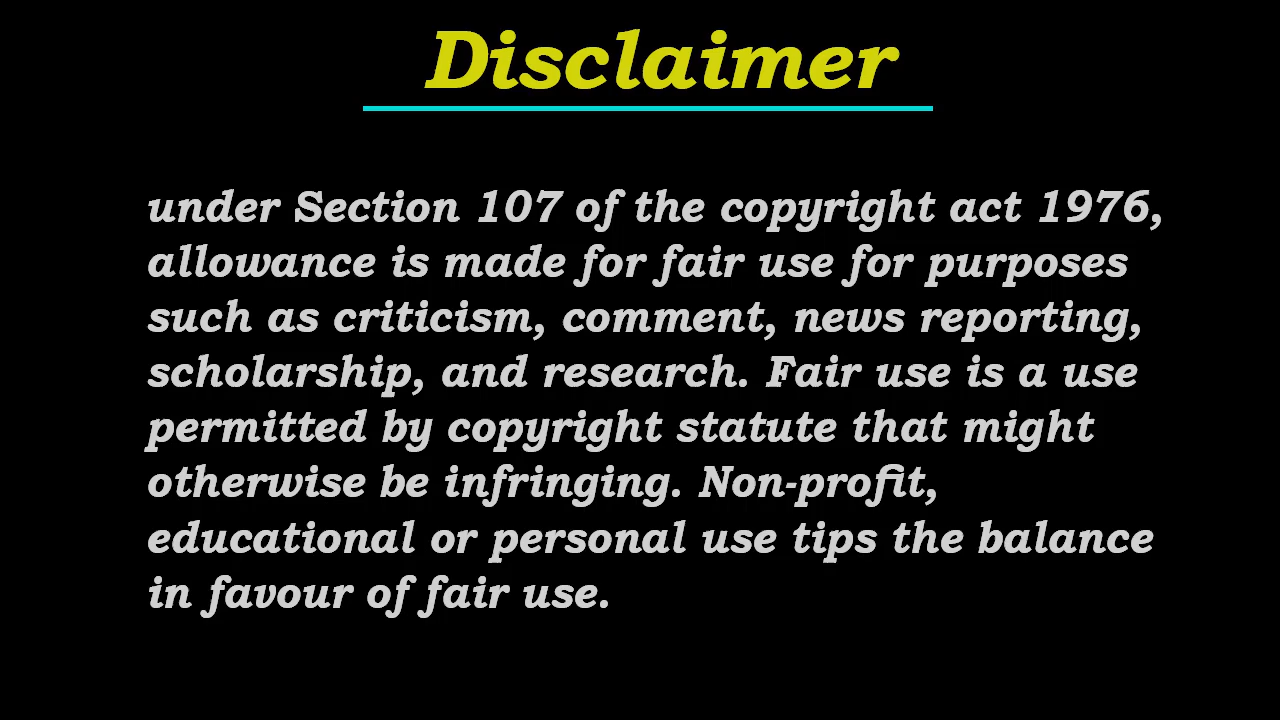 Disclaimer
under Section 107 of the copyright act 1976,
allowance is made for fair use for purposes
such as criticism, comment, news reporting,
scholarship, and research. Fair use is a use
permitted by copyright statute that might
otherwise be infringing. Non-profit,
educational or personal use tips the balance
in favour of fair use.